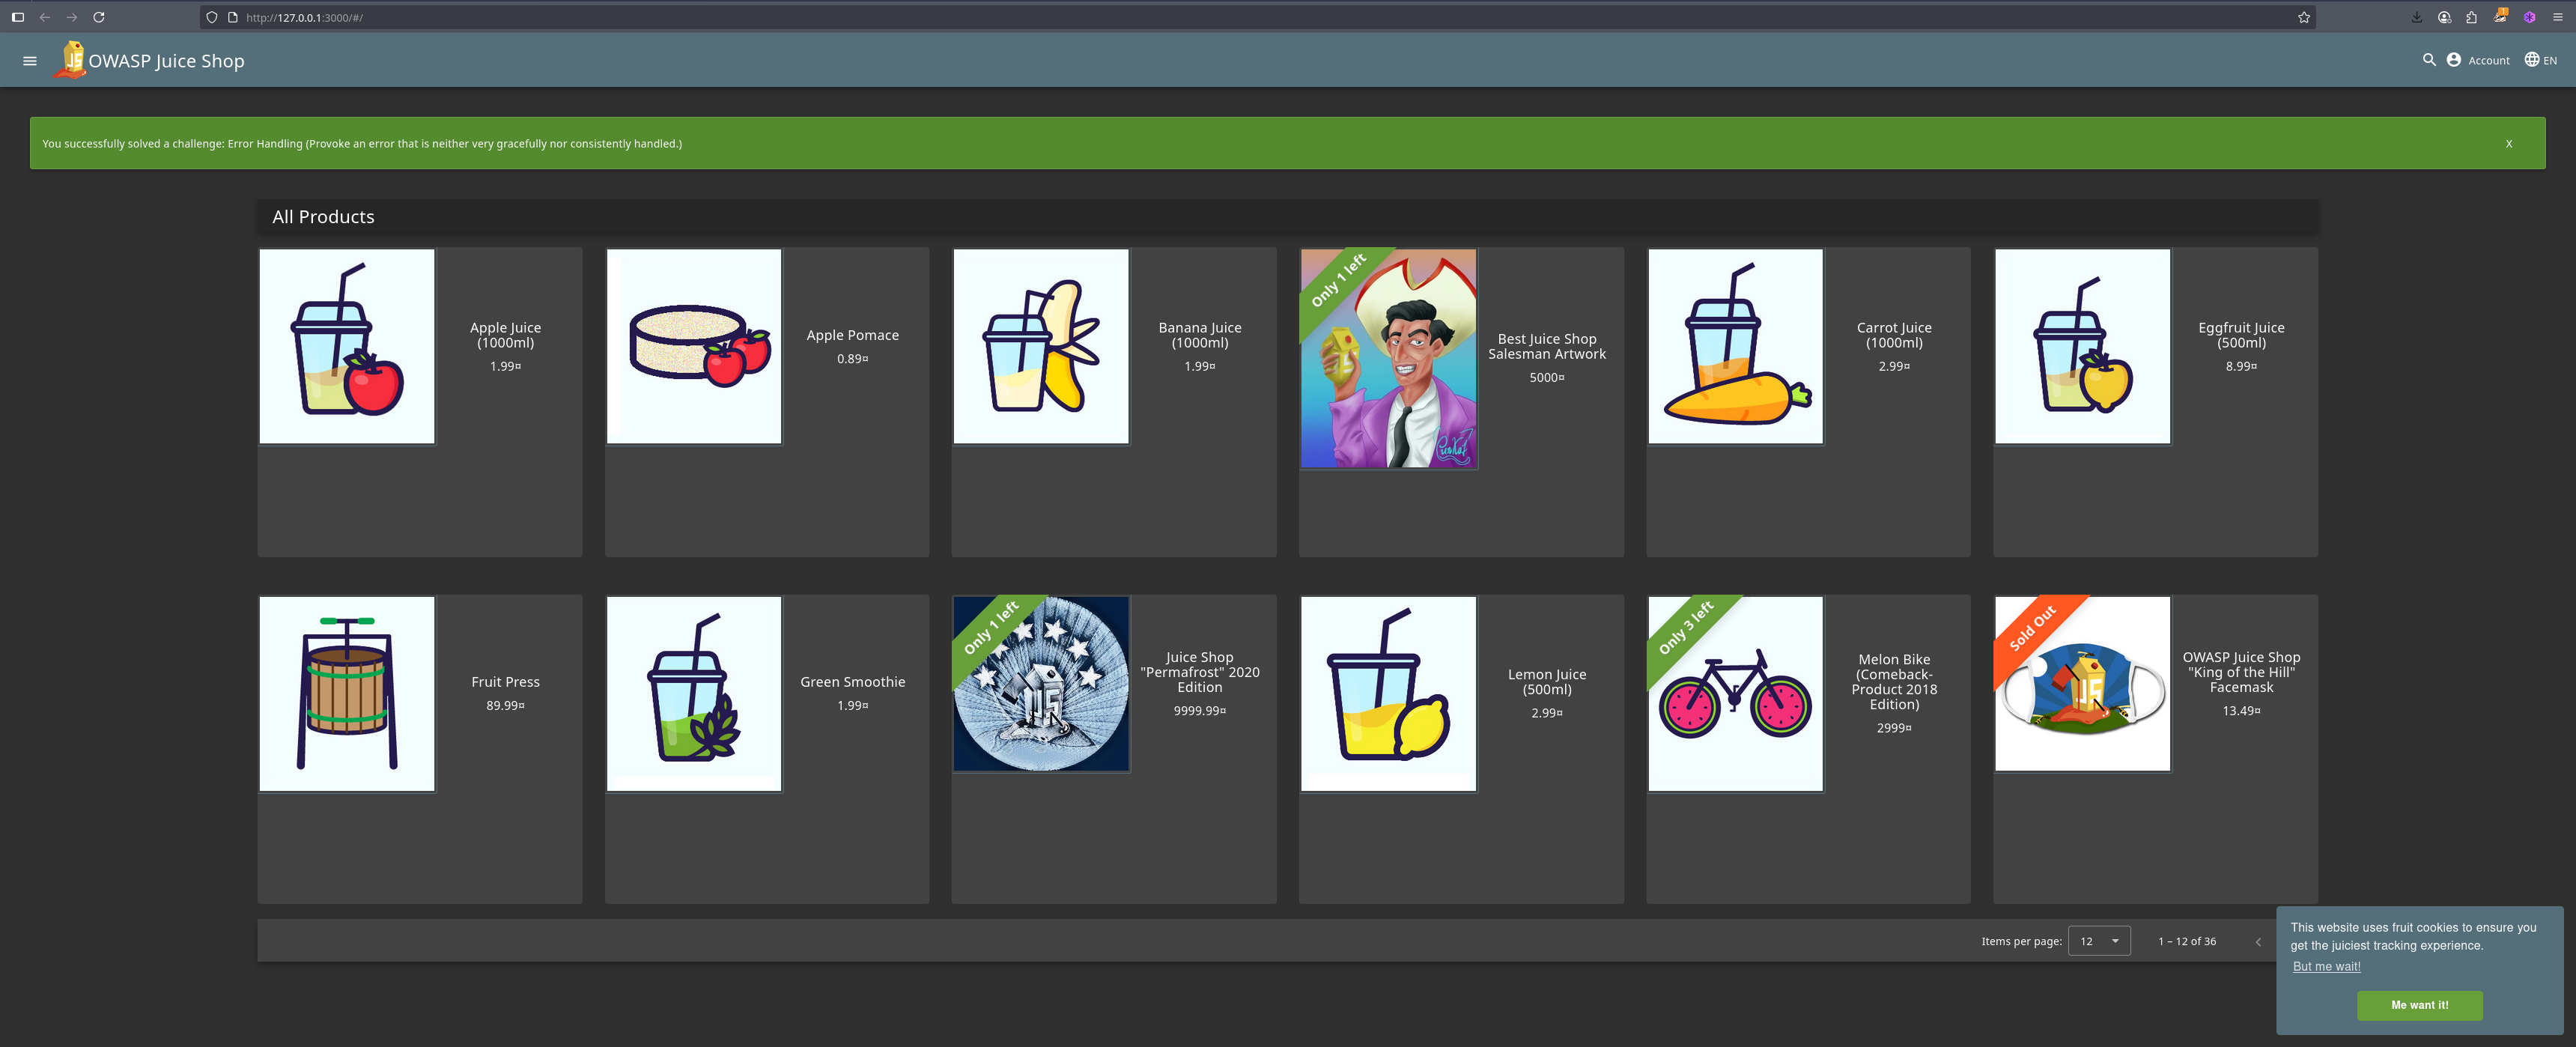 http://127.0.0.1:3000/#/
OWASP Juice Shop
Account
EN
You successfully solved a challenge: Error Handling (Provoke an error that is neither very gracefully nor consistently handled.)
X
All Products
Apple Juice
(1000ml)
1.99¤
Apple Pomace
0.89¤
Banana Juice
(1000ml)
1.99¤
Only 1 left
Best Juice Shop
Salesman Artwork
5000¤
Carrot Juice
(1000ml)
2.99¤
Eggfruit Juice
(500ml)
8.99¤
Fruit Press
89.99¤
Green Smoothie
1.99¤
Only 1 left
Juice Shop
"Permafrost" 2020
Edition
9999.99¤
Lemon Juice
(500ml)
2.99¤
Only 3 left
Melon Bike
(Comeback-
Product 2018
Edition)
2999¤
Sold Out
OWASP Juice Shop
"King of the Hill"
Facemask
13.49¤
Items per page:
12
1 – 12 of 36
This website uses fruit cookies to ensure you
get the juiciest tracking experience.
But me wait!
Me want it!